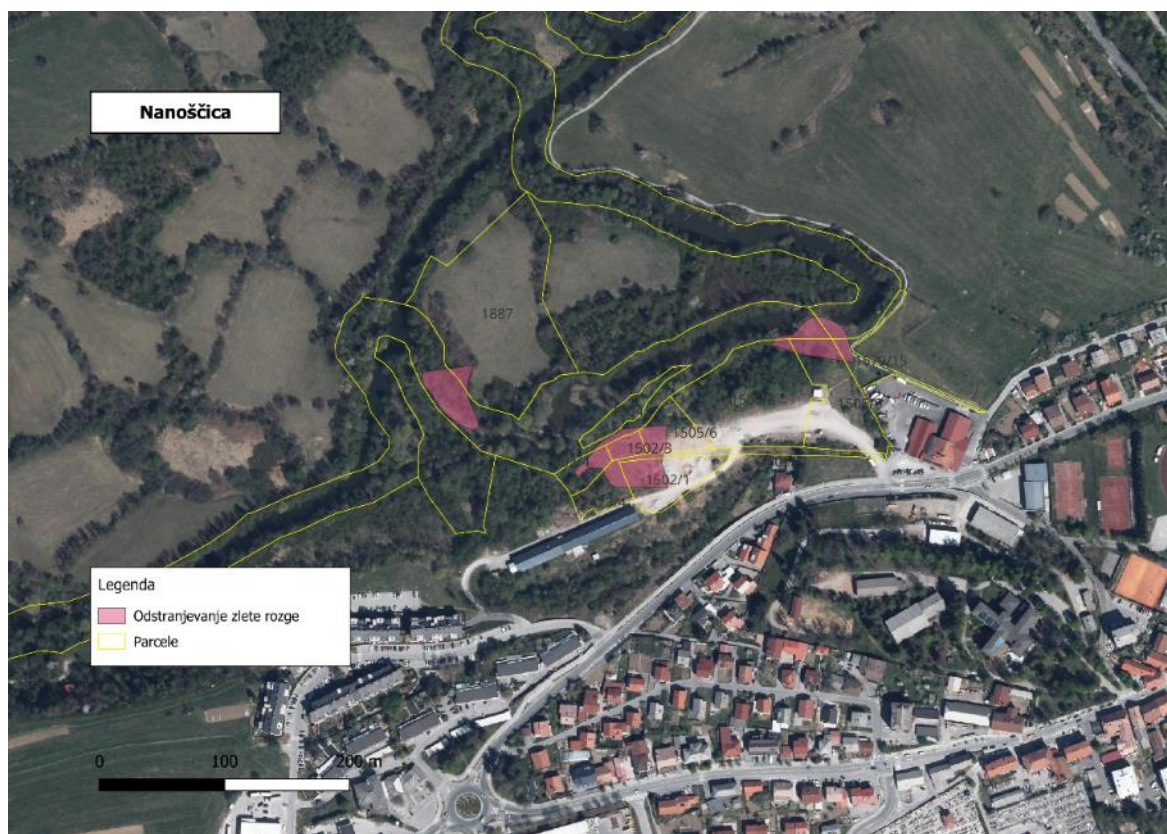 Nanoščica
1887
1505/6
1502/3
1502/1
Legenda
Odstranjevanje zlete rozge
Parcele
0
100
200 m